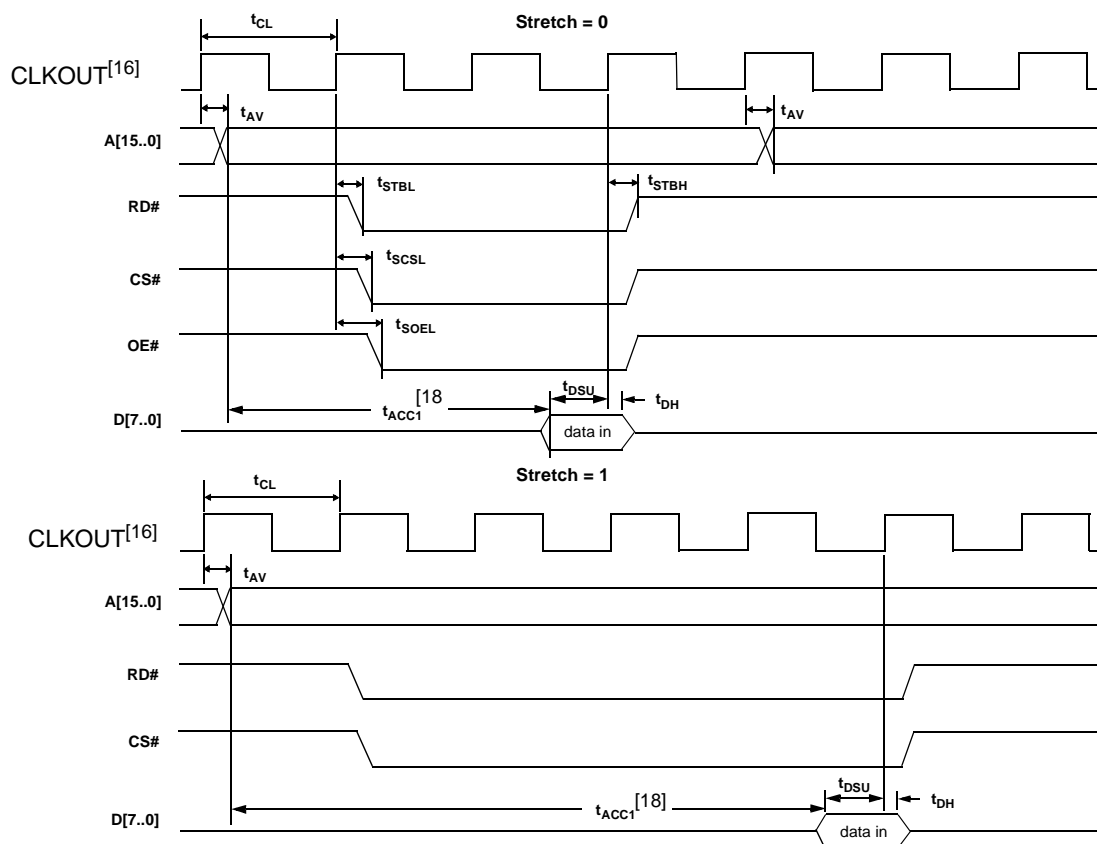 tCL
Stretch = 0
CLKOUT[16]
tAV
tAV
A[15..0]
tSTBL
tSTBH
RD#
tSCSL
CS#
tSOEL
OE#
tDSU
tACC1[18
tDH
D[7..0]
data in
Stretch = 1
tCL
CLKOUT[16]
tAV
A[15..0]
RD#
CS#
tDSU
tACC1[18]
tDH
D[7..0]
data in